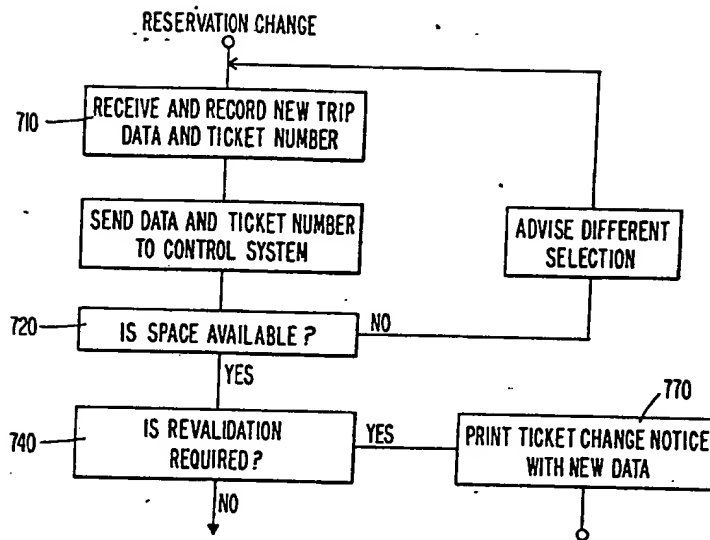 RESERVATION CHANGE
710
RECEIVE AND RECORD NEW TRIP
DATA AND TICKET NUMBER
SEND DATA AND TICKET NUMBER
TO CONTROL SYSTEM
ADVISE DIFFERENT
SELECTION
720
IS SPACE AVAILABLE?
NO
YES
740
IS REVALIDATION
REQUIRED?
YES
770
PRINT TICKET CHANGE NOTICE
WITH NEW DATA
NO